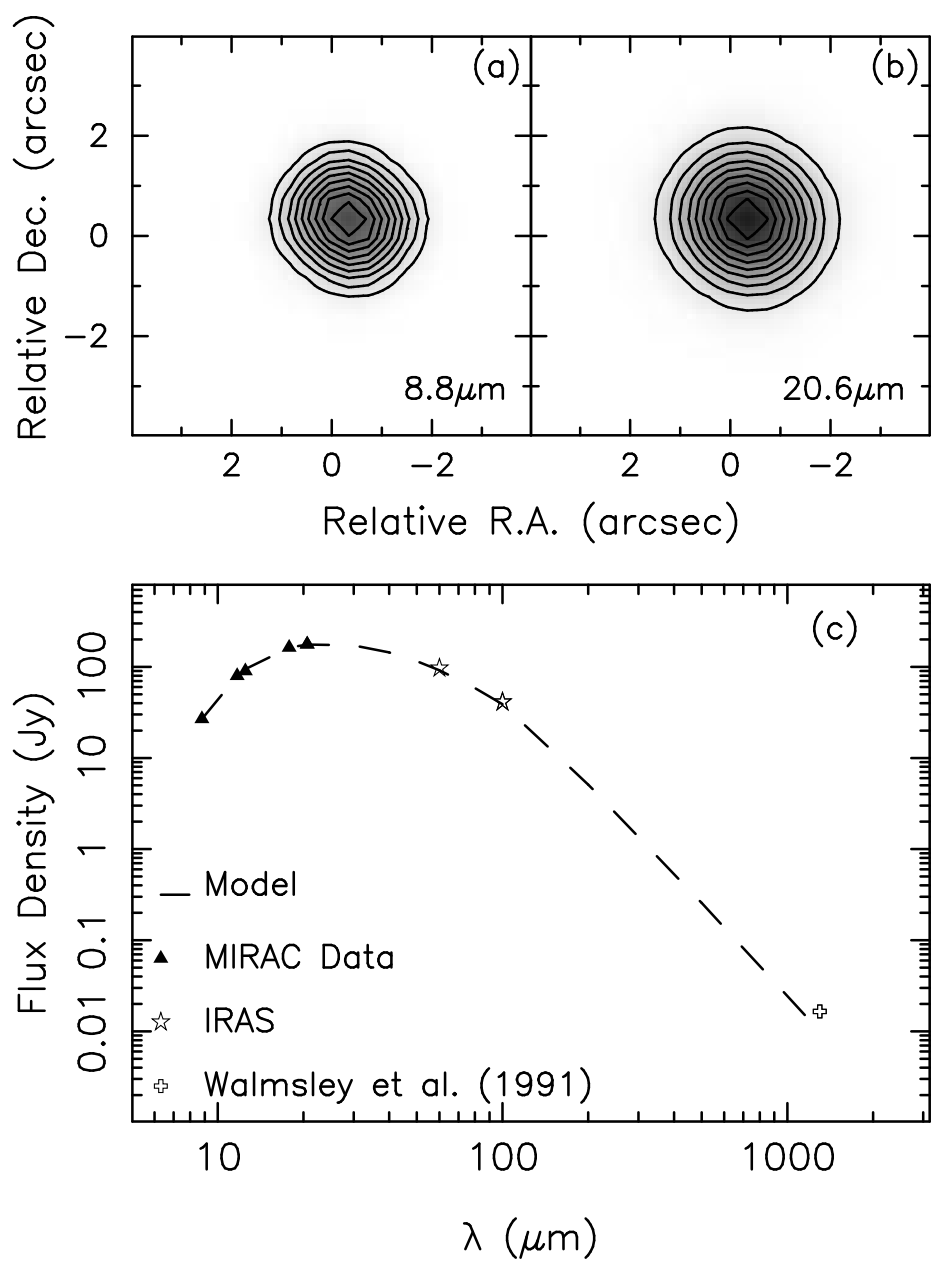 (a)
(b)
Relative Dec. (arcsec)
2
0
−2
8.8μm
20.6μm
2 0 −2 2 0 −2
Relative R.A. (arcsec)
(c)
Flux Density (Jy)
100
10
1
0.1
0.01
Model
MIRAC Data
IRAS
Walmsley et al. (1991)
10 100 1000
λ (μm)